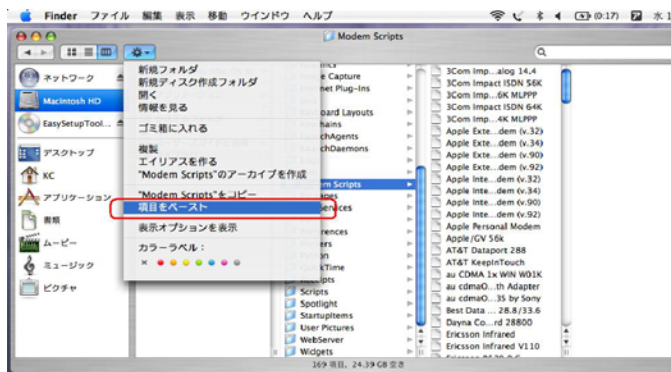 Finder ファイル 編集 表示 移動 ウインドウ ヘルプ
(0:17) 水
Modem Scripts
ネットワーク
Macintosh HD
EasySetupTool...
デスクトップ
KC
アプリケーション
書類
ムービー
ミュージック
ピクチャ
新規フォルダ
新規ディスク作成フォルダ
開く
情報を見る
ゴミ箱に入れる
複製
エイリアスを作る
"Modem Scripts"のアーカイブを作成
"Modem Scripts"をコピー
項目をペースト
表示オプションを表示
カラーラベル：
e Capture
net Plug-Ins
oard Layouts
hains
chAgents
chDaemons
em Scripts
rences
Receipts
Scripts
Spotlight
StartupItems
User Pictures
WebServer
Widgets
3Com Imp...alog 14.4
3Com Impact ISDN 56K
3Com Imp...6K MLPPP
3Com Impact ISDN 64K
3Com Imp...4K MLPPP
Apple Exte...dem (v.32)
Apple Exte...dem (v.34)
Apple Exte...dem (v.90)
Apple Exte...dem (v.92)
Apple Inte...dem (v.32)
Apple Inte...dem (v.34)
Apple Inte...dem (v.90)
Apple Inte...dem (v.92)
Apple Personal Modem
Apple/GV 56k
AT&T Dataport 288
AT&T KeepInTouch
au CDMA 1x WIN W01K
au cdmaO...th Adapter
au cdmaO...3S by Sony
Best Data ... 28.8/33.6
Dayna Co...rd 28800
Ericsson Infrared
Ericsson Infrared V110
169 項目、24.39 GB 空き